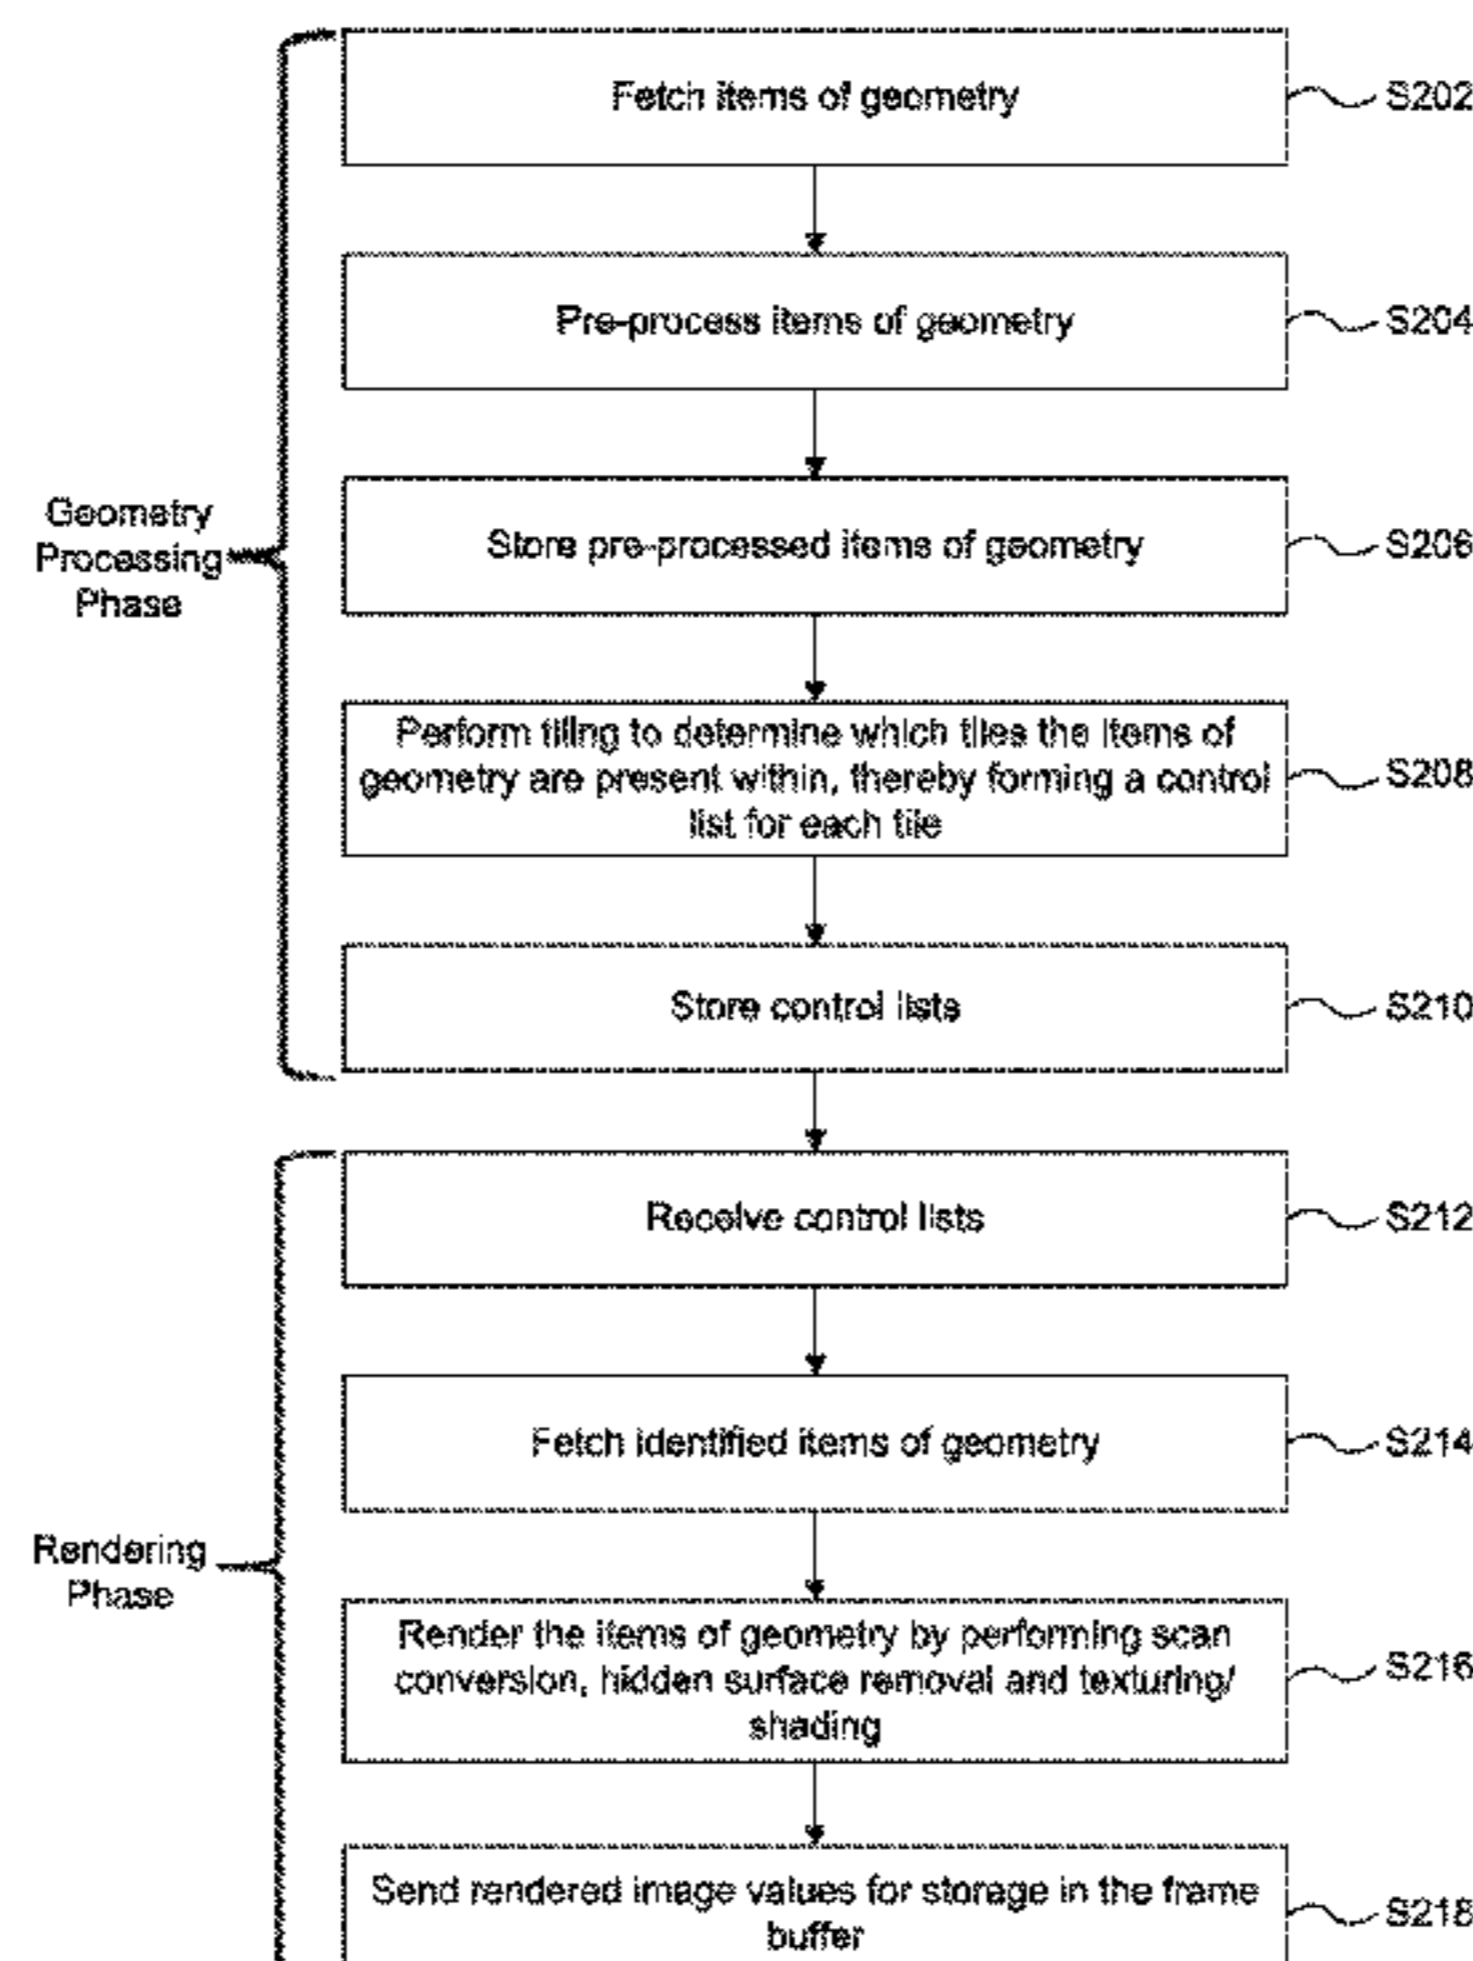 Fetch items of geometry
S202
Pre-process items of geometry
S204
Geometry
Processing
Phase
Store pre-processed items of geometry
S206
Perform tiling to determine which tiles the items of
geometry are present within, thereby forming a control
list for each tile
S208
Store control lists
S210
Receive control lists
S212
Fetch identified items of geometry
S214
Rendering
Phase
Render the items of geometry by performing scan
conversion, hidden surface removal and texturing/
shading
S216
Send rendered image values for storage in the frame
buffer
S218